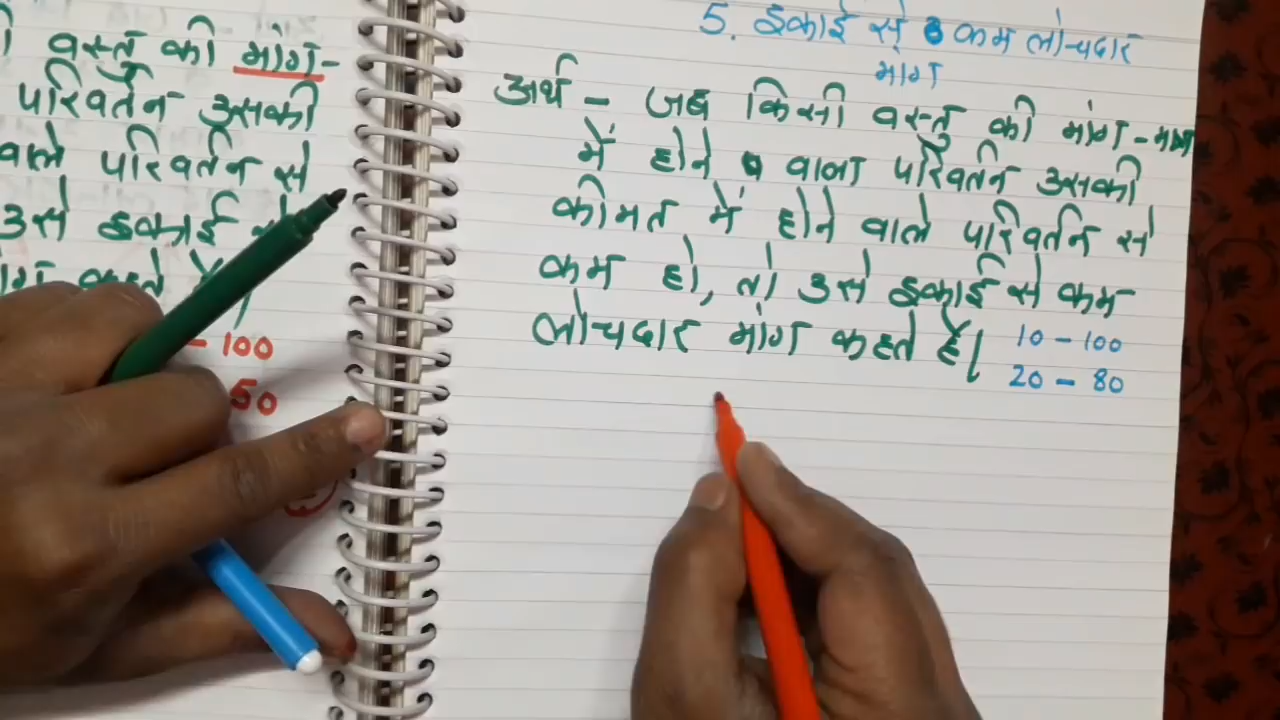 वस्तु की मांग-
परिवर्तन उसकी
वाले परिवर्तन से
उसे इकाई
कहते
- 100
50
5. इकाई से कम लोचदार
मांग
अर्थ - जब किसी वस्तु की मांग-मात्रा
में होने वाला परिवर्तन उसकी
कीमत में होने वाले परिवर्तन से
कम हो, तो उसे इकाई से कम
लोचदार मांग कहते हैं।
10 - 100
20 - 80